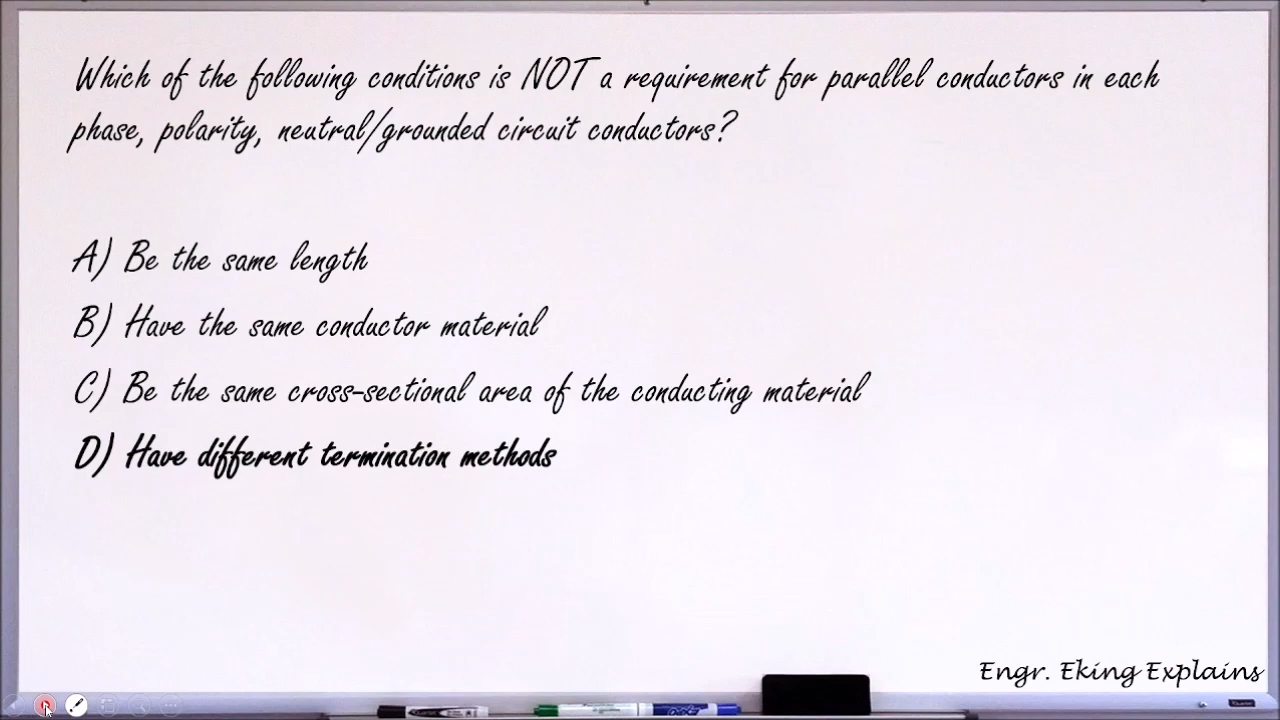 Which of the following conditions is NOT a requirement for parallel conductors in each
phase, polarity, neutral/grounded circuit conductors?
A) Be the same length
B) Have the same conductor material
C) Be the same cross-sectional area of the conducting material
D) Have different termination methods
Engr. Eking Explains